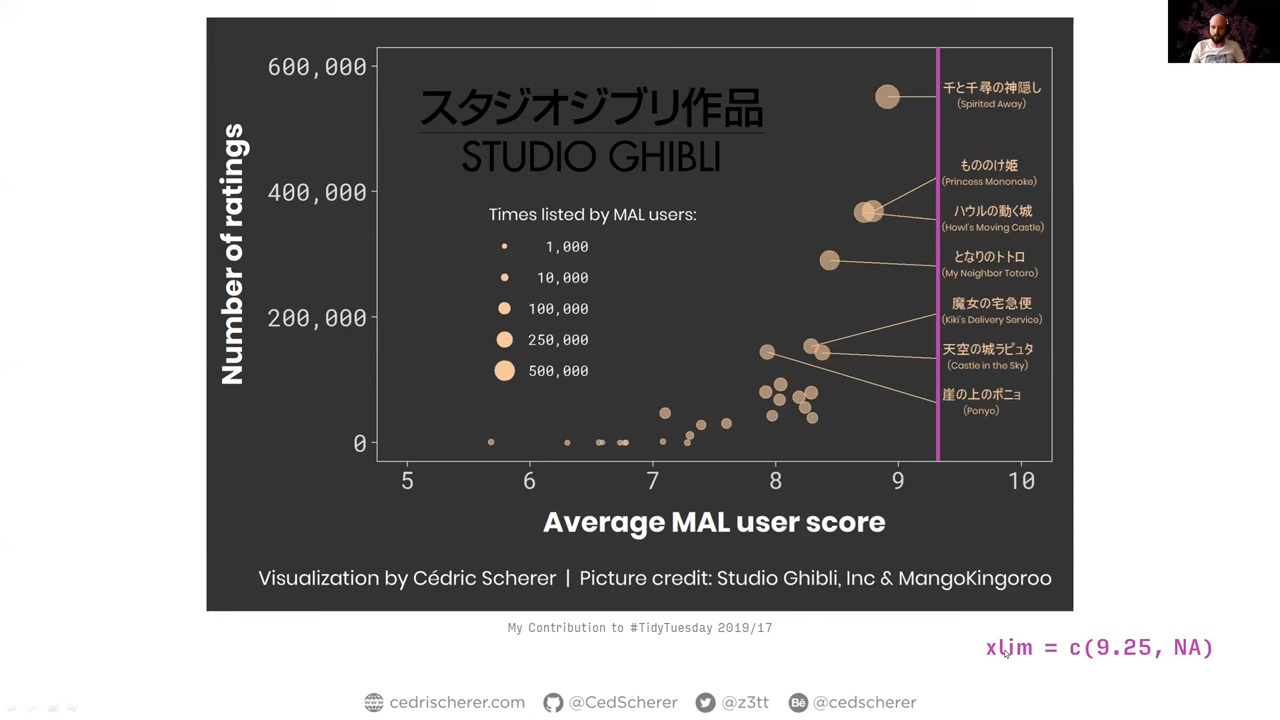 600,000
400,000
200,000
0
Number of ratings
スタジオジブリ作品
STUDIO GHIBLI
Times listed by MAL users:
1,000
10,000
100,000
250,000
500,000
千と千尋の神隠し
(Spirited Away)
もののけ姫
(Princess Mononoke)
ハウルの動く城
(Howl's Moving Castle)
となりのトトロ
(My Neighbor Totoro)
魔女の宅急便
(Kiki's Delivery Service)
天空の城ラピュタ
(Castle in the Sky)
崖の上のポニョ
(Ponyo)
5 6 7 8 9 10
Average MAL user score
Visualization by Cédric Scherer | Picture credit: Studio Ghibli, Inc & MangoKingoroo
My Contribution to #TidyTuesday 2019/17
xlim = c(9.25, NA)
cedricscherer.com @CedScherer @z3tt @cedscherer